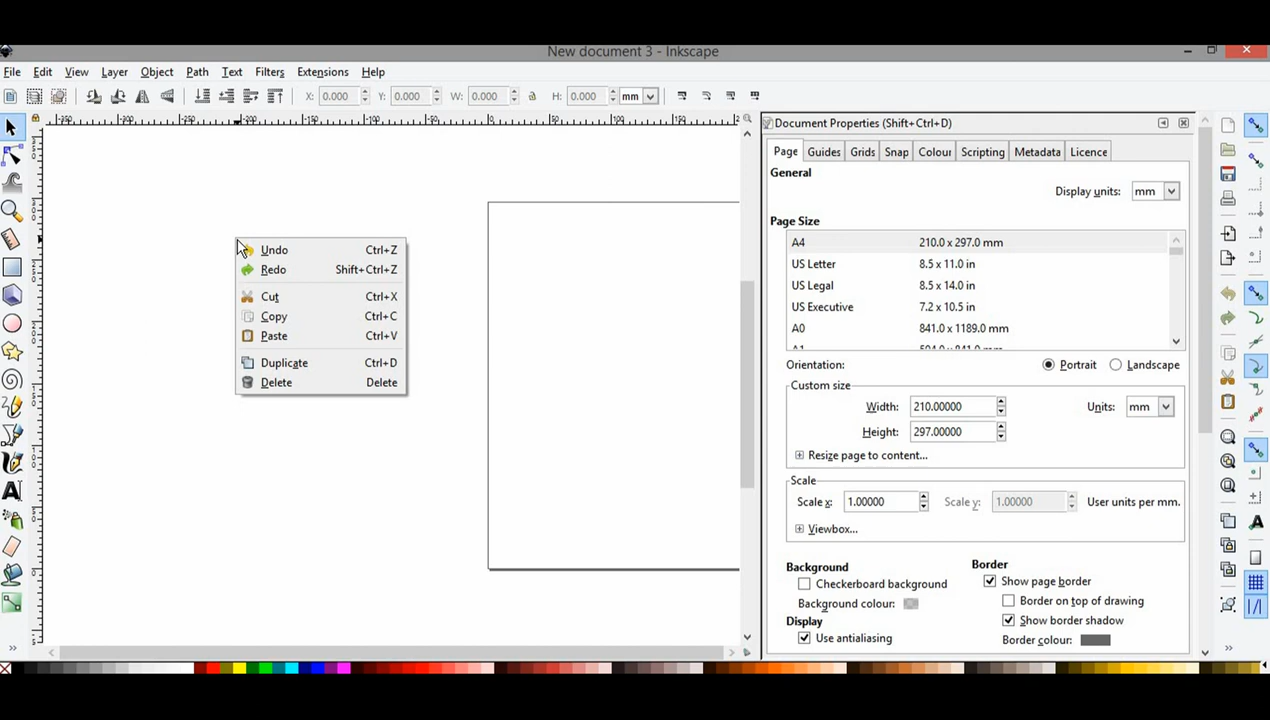 New document 3 - Inkscape
File Edit View Layer Object Path Text Filters Extensions Help
X: 0.000 Y: 0.000 W: 0.000 H: 0.000 mm
Document Properties (Shift+Ctrl+D)
Page Guides Grids Snap Colour Scripting Metadata Licence
General
Display units: mm
Page Size
A4 210.0 x 297.0 mm
US Letter 8.5 x 11.0 in
US Legal 8.5 x 14.0 in
US Executive 7.2 x 10.5 in
A0 841.0 x 1189.0 mm
Orientation: Portrait Landscape
Custom size
Width: 210.00000 Units: mm
Height: 297.00000
Resize page to content...
Scale
Scale x: 1.00000 Scale y: 1.00000 User units per mm.
Viewbox...
Background
Checkerboard background
Background colour:
Display
Use antialiasing
Border
Show page border
Border on top of drawing
Show border shadow
Border colour:
Undo Ctrl+Z
Redo Shift+Ctrl+Z
Cut Ctrl+X
Copy Ctrl+C
Paste Ctrl+V
Duplicate Ctrl+D
Delete Delete